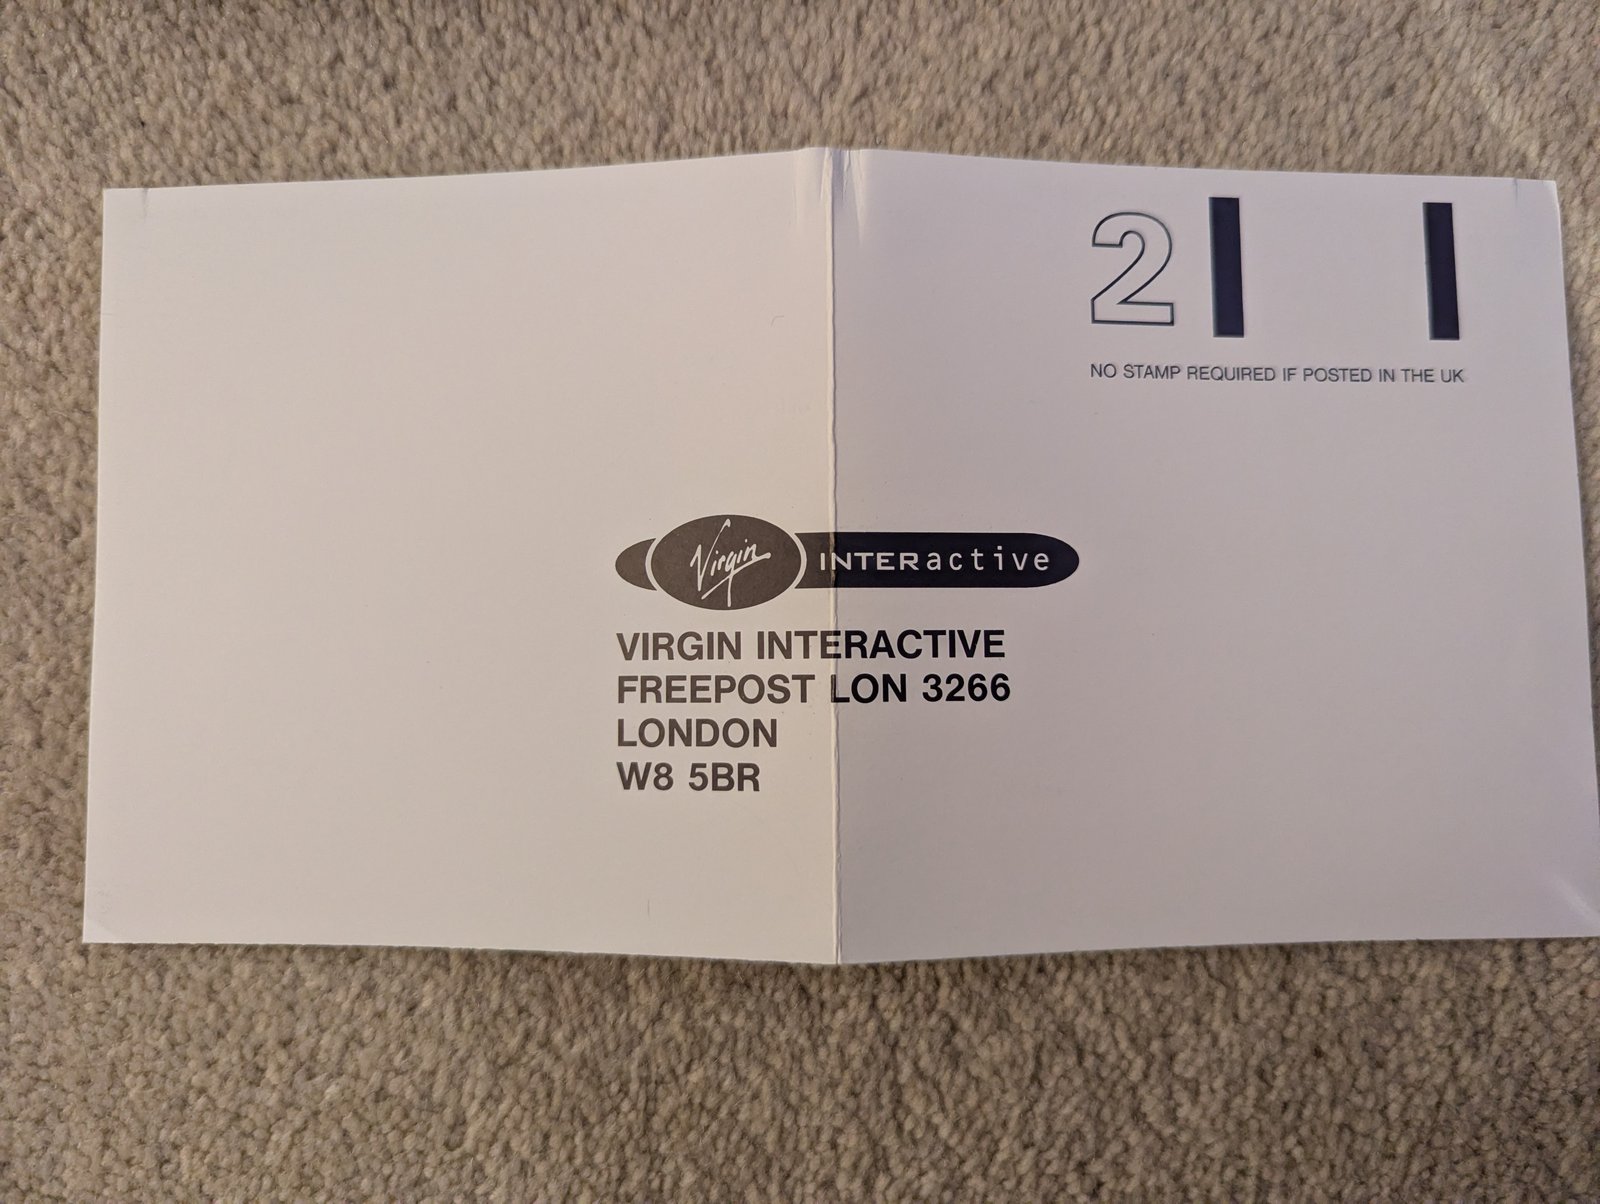 2
NO STAMP REQUIRED IF POSTED IN THE UK
Virgin INTERactive
VIRGIN INTERACTIVE
FREEPOST LON 3266
LONDON
W8 5BR